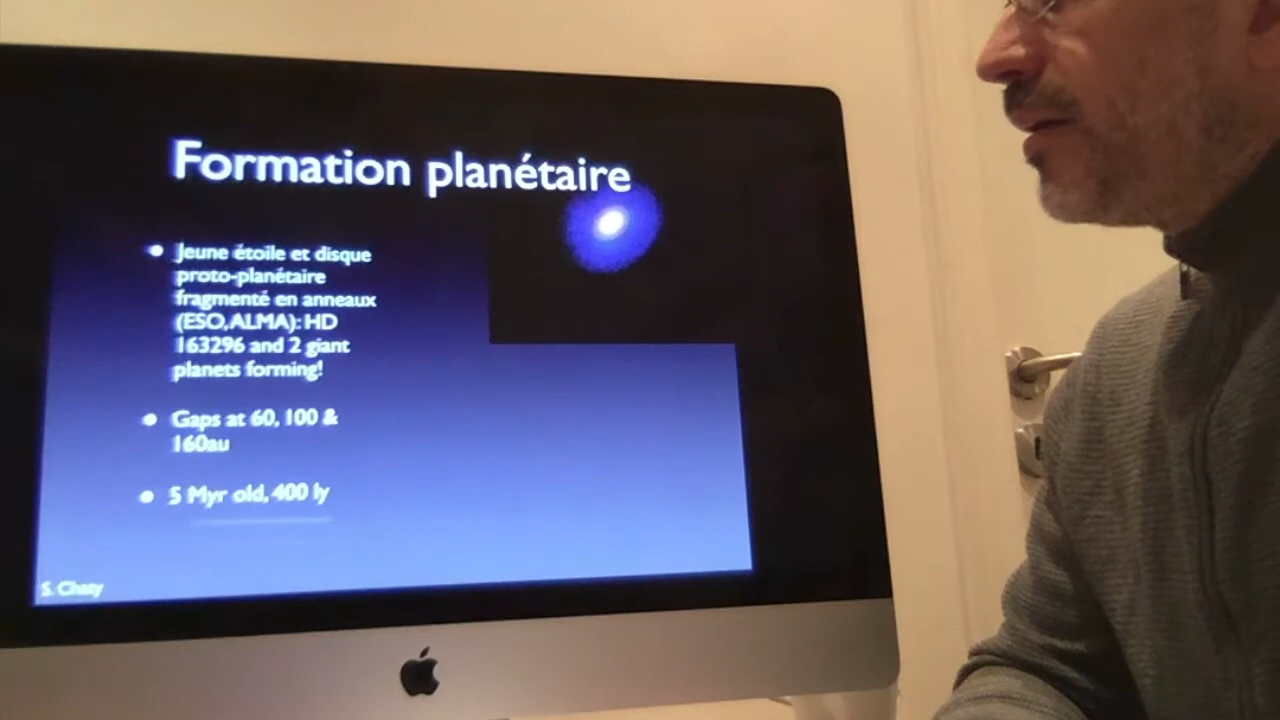 Formation planétaire
Jeune étoile et disque
proto-planétaire
fragmenté en anneaux
(ESO, ALMA): HD
163296 and 2 giant
planets forming!
Gaps at 60, 100 &
160au
5 Myr old, 400 ly
S. Chaty